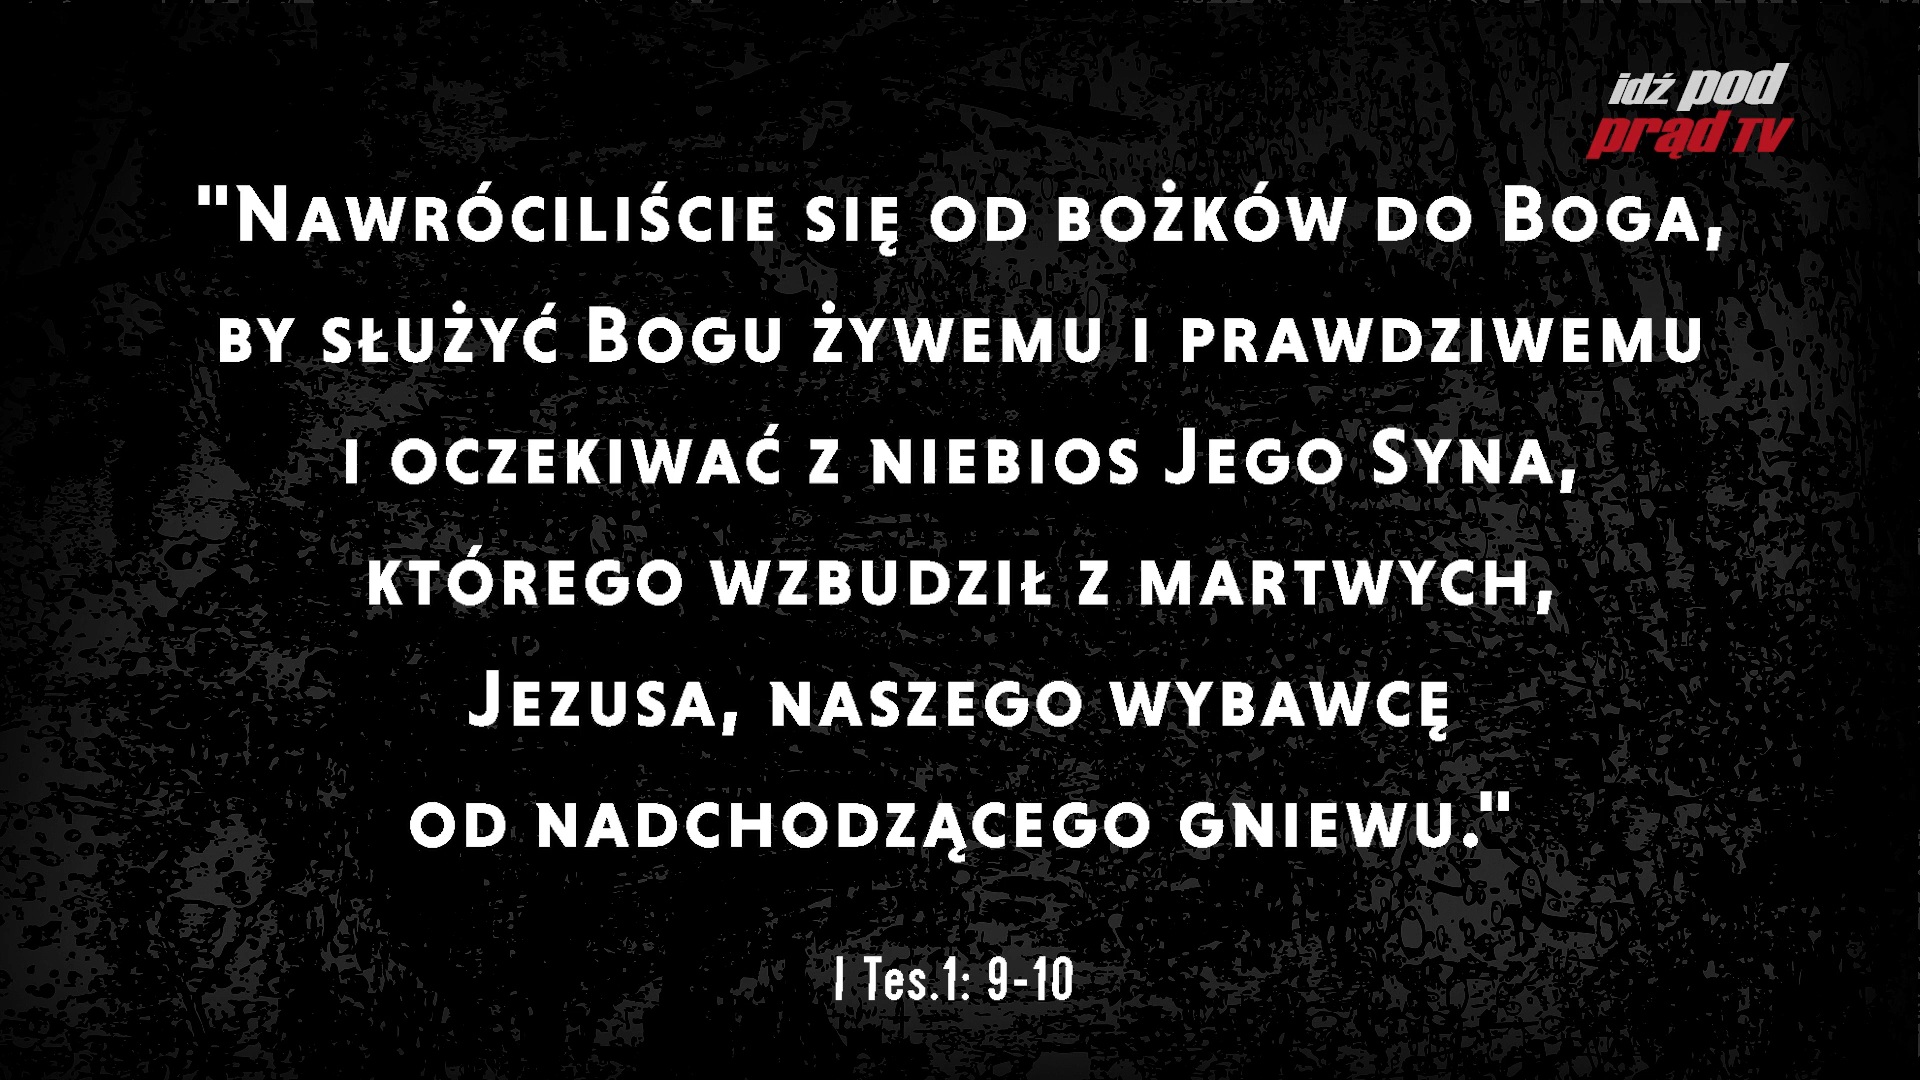 idź pod
prąd TV
"Nawróciliście się od bożków do Boga,
by służyć Bogu żywemu i prawdziwemu
i oczekiwać z niebios Jego Syna,
którego wzbudził z martwych,
Jezusa, naszego wybawcę
od nadchodzącego gniewu."
I Tes.1: 9-10